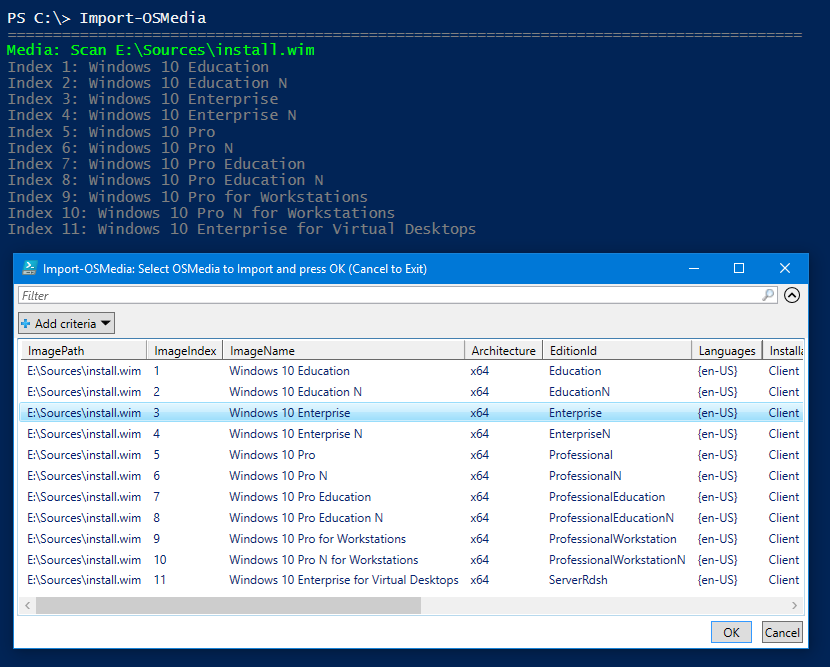 PS C:\> Import-OSMedia
================================================================================
Media: Scan E:\Sources\install.wim
Index 1: Windows 10 Education
Index 2: Windows 10 Education N
Index 3: Windows 10 Enterprise
Index 4: Windows 10 Enterprise N
Index 5: Windows 10 Pro
Index 6: Windows 10 Pro N
Index 7: Windows 10 Pro Education
Index 8: Windows 10 Pro Education N
Index 9: Windows 10 Pro for Workstations
Index 10: Windows 10 Pro N for Workstations
Index 11: Windows 10 Enterprise for Virtual Desktops
Import-OSMedia: Select OSMedia to Import and press OK (Cancel to Exit)
Filter
Add criteria
ImagePath ImageIndex ImageName Architecture EditionId Languages Installa
E:\Sources\install.wim 1 Windows 10 Education x64 Education {en-US} Client
E:\Sources\install.wim 2 Windows 10 Education N x64 EducationN {en-US} Client
E:\Sources\install.wim 3 Windows 10 Enterprise x64 Enterprise {en-US} Client
E:\Sources\install.wim 4 Windows 10 Enterprise N x64 EnterpriseN {en-US} Client
E:\Sources\install.wim 5 Windows 10 Pro x64 Professional {en-US} Client
E:\Sources\install.wim 6 Windows 10 Pro N x64 ProfessionalN {en-US} Client
E:\Sources\install.wim 7 Windows 10 Pro Education x64 ProfessionalEducation {en-US} Client
E:\Sources\install.wim 8 Windows 10 Pro Education N x64 ProfessionalEducationN {en-US} Client
E:\Sources\install.wim 9 Windows 10 Pro for Workstations x64 ProfessionalWorkstation {en-US} Client
E:\Sources\install.wim 10 Windows 10 Pro N for Workstations x64 ProfessionalWorkstationN {en-US} Client
E:\Sources\install.wim 11 Windows 10 Enterprise for Virtual Desktops x64 ServerRdsh {en-US} Client
OK Cancel